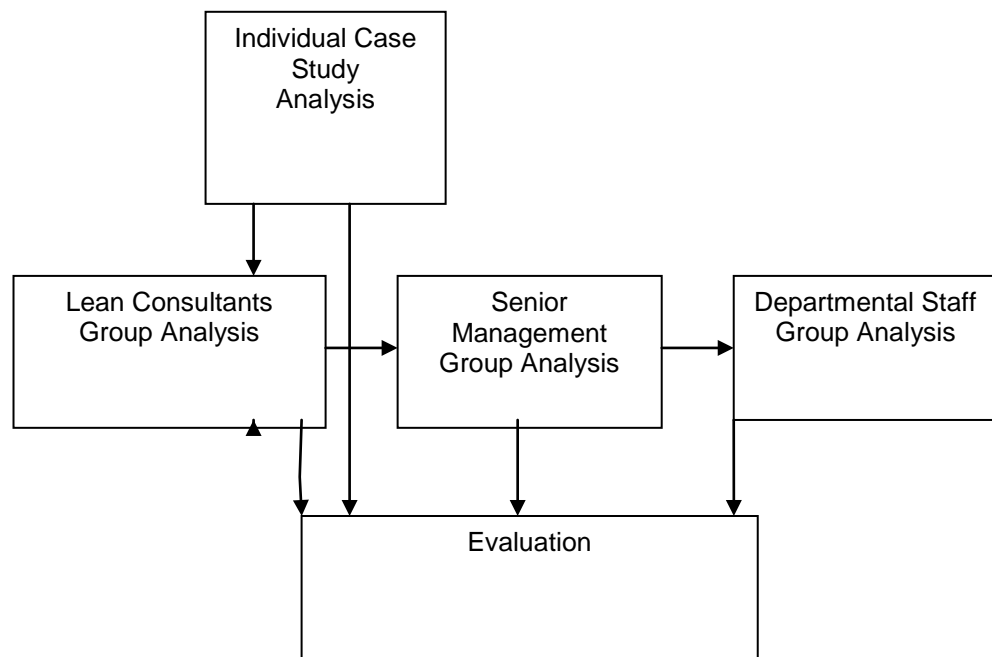 Individual Case
Study
Analysis
Lean Consultants
Group Analysis
Senior
Management
Group Analysis
Departmental Staff
Group Analysis
Evaluation